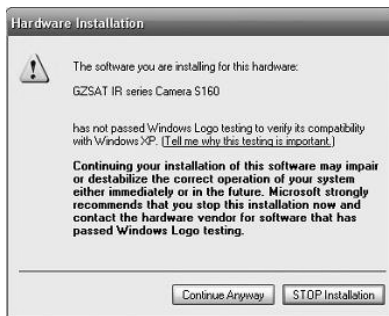 Hardware Installation
The software you are installing for this hardware:
GZSAT IR series Camera S160
has not passed Windows Logo testing to verify its compatibility
with Windows XP. (Tell me why this testing is important.)
Continuing your installation of this software may impair
or destabilize the correct operation of your system
either immediately or in the future. Microsoft strongly
recommends that you stop this installation now and
contact the hardware vendor for software that has
passed Windows Logo testing.
Continue Anyway
STOP Installation